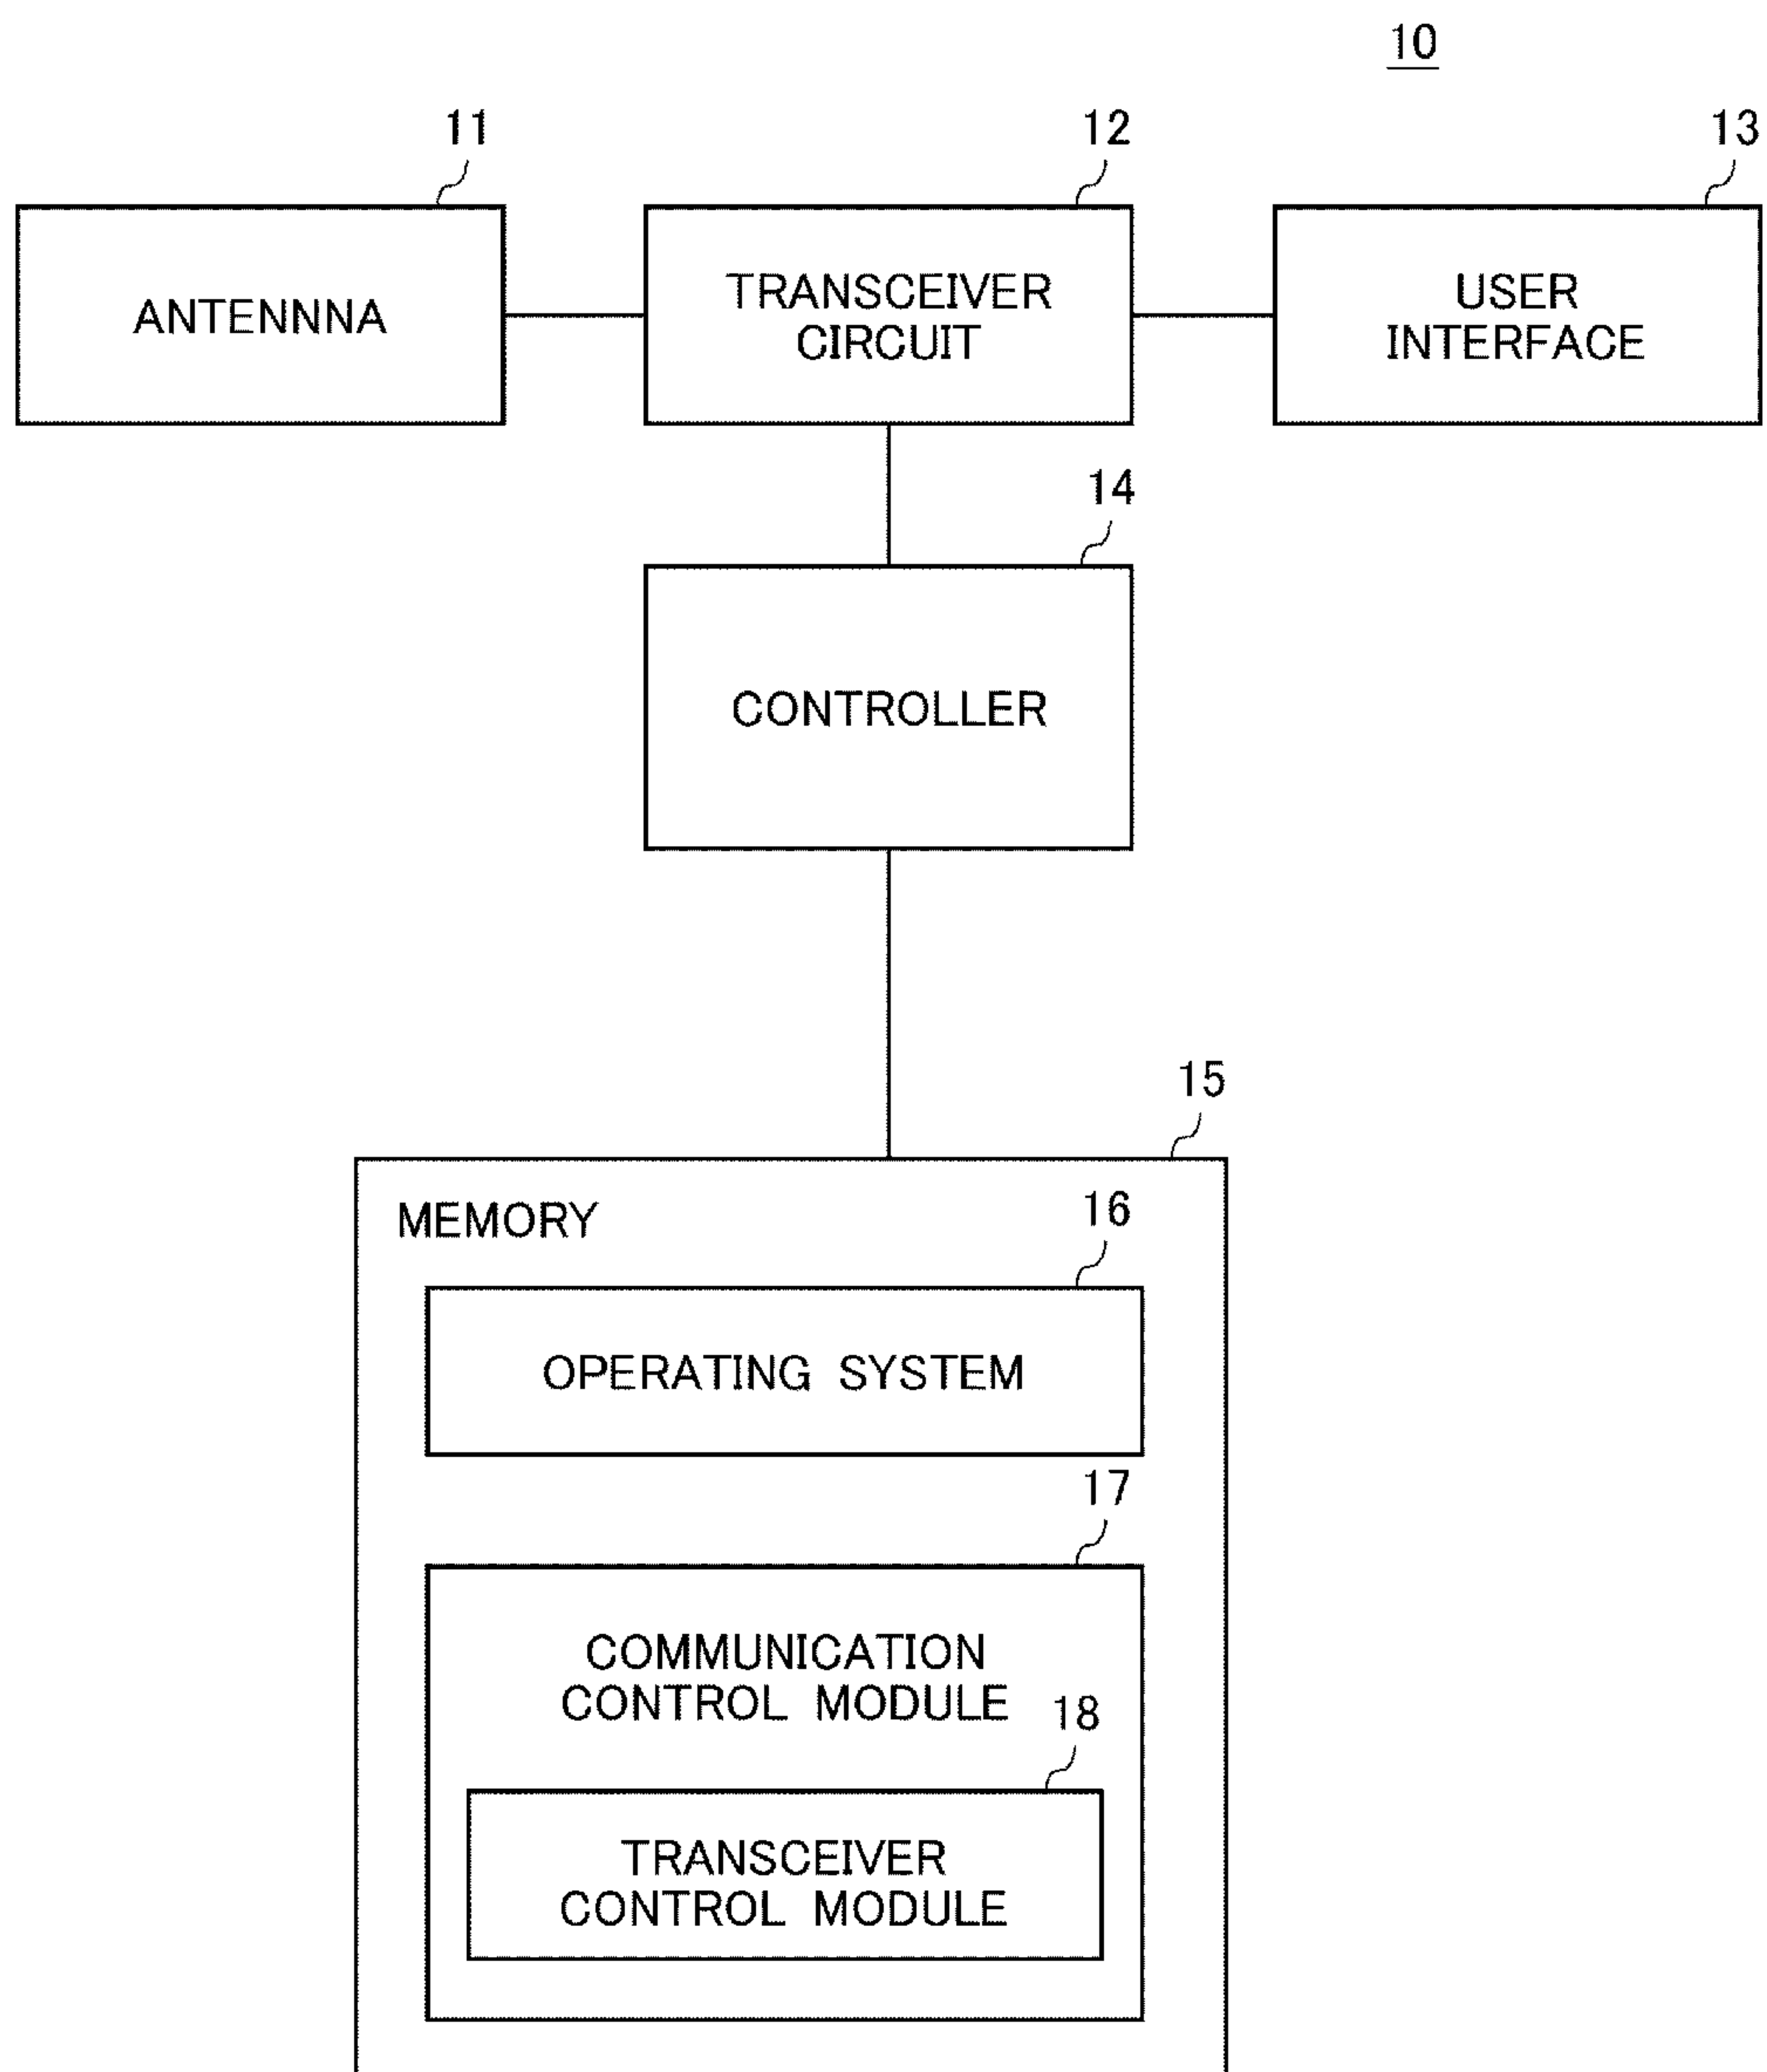 10
11
12
13
ANTENNNA
TRANSCEIVER
CIRCUIT
USER
INTERFACE
14
CONTROLLER
15
MEMORY
16
OPERATING SYSTEM
17
COMMUNICATION
CONTROL MODULE
18
TRANSCEIVER
CONTROL MODULE